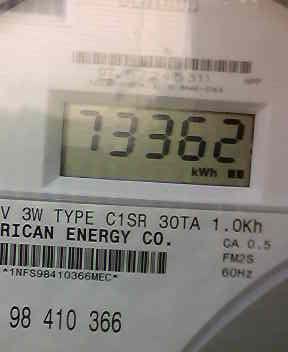 73362
kWh
V 3W TYPE C1SR 30TA 1.0Kh
RICAN ENERGY CO.
CA 0.5
FM2S
60Hz
*1NFS98410366MEC*
98 410 366